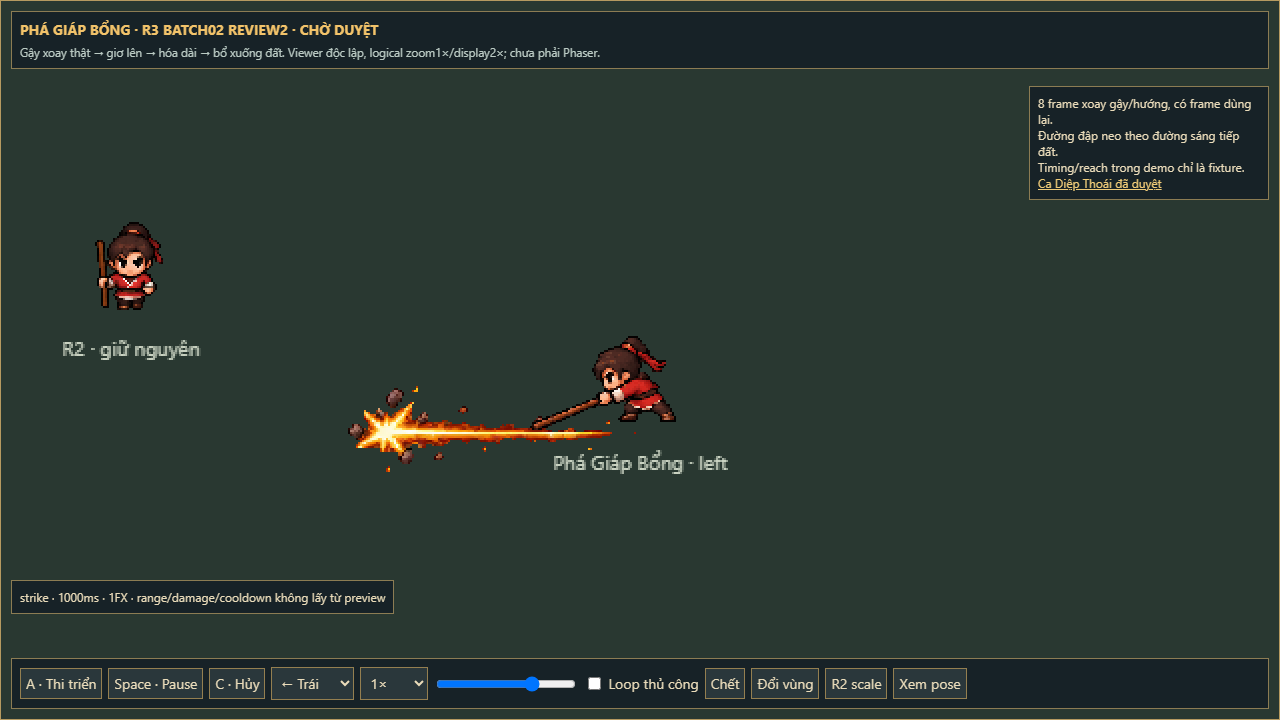 PHÁ GIÁP BỔNG · R3 BATCH02 REVIEW2 · CHỜ DUYỆT
Gậy xoay thật → giơ lên → hóa dài → bổ xuống đất. Viewer độc lập, logical zoom1×/display2×; chưa phải Phaser.
8 frame xoay gậy/hướng, có frame dùng
lại.
Đường đập neo theo đường sáng tiếp
đất.
Timing/reach trong demo chỉ là fixture.
Ca Diệp Thoái đã duyệt
R2 · giữ nguyên
Phá Giáp Bổng · left
strike · 1000ms · 1FX · range/damage/cooldown không lấy từ preview
A · Thi triển
Space · Pause
C · Hủy
← Trái
1×
Loop thủ công
Chết
Đổi vùng
R2 scale
Xem pose